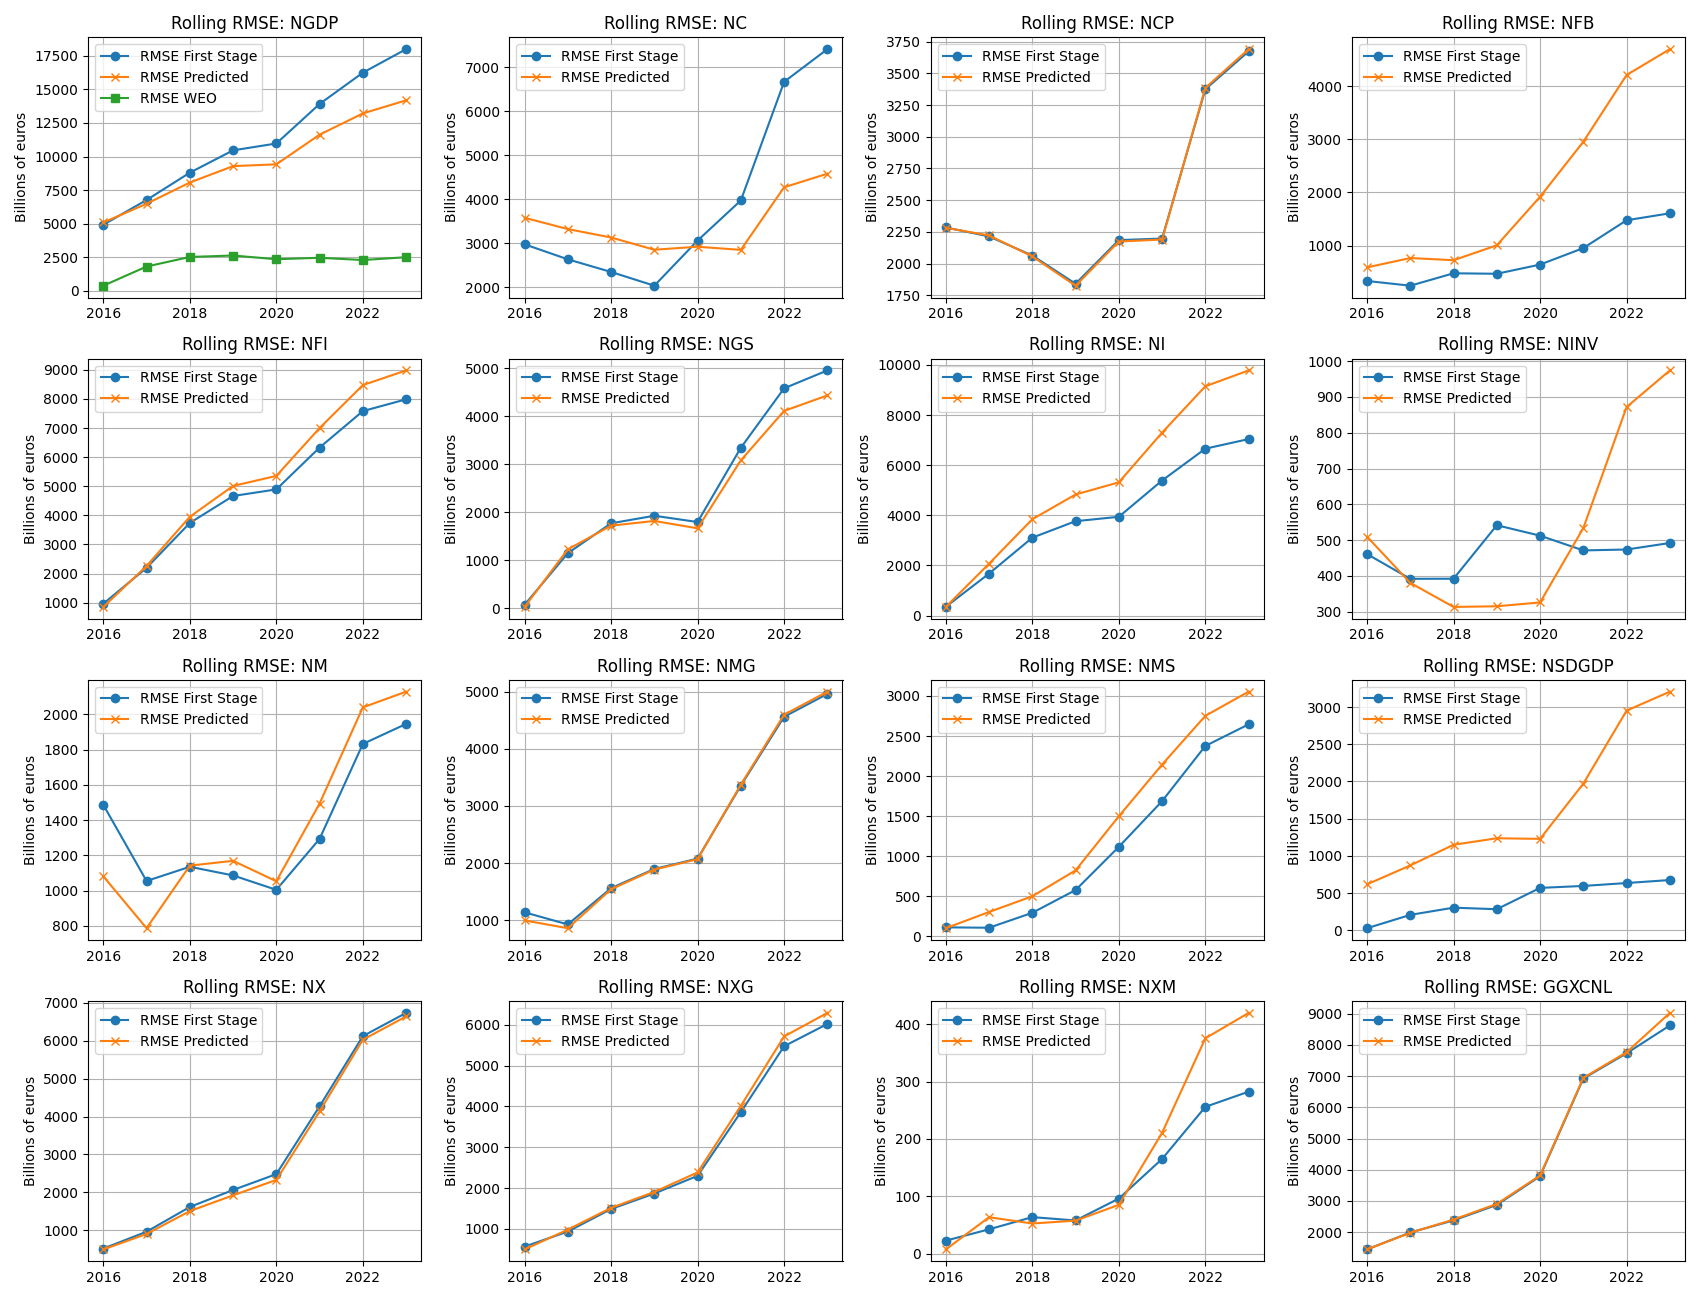 Rolling RMSE: NGDP
RMSE First Stage
RMSE Predicted
RMSE WEO
Billions of euros
17500
15000
12500
10000
7500
5000
2500
0
2016 2018 2020 2022
Rolling RMSE: NC
RMSE First Stage
RMSE Predicted
Billions of euros
7000
6000
5000
4000
3000
2000
2016 2018 2020 2022
Rolling RMSE: NCP
RMSE First Stage
RMSE Predicted
Billions of euros
3750
3500
3250
3000
2750
2500
2250
2000
1750
2016 2018 2020 2022
Rolling RMSE: NFB
RMSE First Stage
RMSE Predicted
Billions of euros
4000
3000
2000
1000
2016 2018 2020 2022
Rolling RMSE: NFI
RMSE First Stage
RMSE Predicted
Billions of euros
9000
8000
7000
6000
5000
4000
3000
2000
1000
2016 2018 2020 2022
Rolling RMSE: NGS
RMSE First Stage
RMSE Predicted
Billions of euros
5000
4000
3000
2000
1000
0
2016 2018 2020 2022
Rolling RMSE: NI
RMSE First Stage
RMSE Predicted
Billions of euros
10000
8000
6000
4000
2000
0
2016 2018 2020 2022
Rolling RMSE: NINV
RMSE First Stage
RMSE Predicted
Billions of euros
1000
900
800
700
600
500
400
300
2016 2018 2020 2022
Rolling RMSE: NM
RMSE First Stage
RMSE Predicted
Billions of euros
2000
1800
1600
1400
1200
1000
800
2016 2018 2020 2022
Rolling RMSE: NMG
RMSE First Stage
RMSE Predicted
Billions of euros
5000
4000
3000
2000
1000
2016 2018 2020 2022
Rolling RMSE: NMS
RMSE First Stage
RMSE Predicted
Billions of euros
3000
2500
2000
1500
1000
500
0
2016 2018 2020 2022
Rolling RMSE: NSDGDP
RMSE First Stage
RMSE Predicted
Billions of euros
3000
2500
2000
1500
1000
500
0
2016 2018 2020 2022
Rolling RMSE: NX
RMSE First Stage
RMSE Predicted
Billions of euros
7000
6000
5000
4000
3000
2000
1000
2016 2018 2020 2022
Rolling RMSE: NXG
RMSE First Stage
RMSE Predicted
Billions of euros
6000
5000
4000
3000
2000
1000
2016 2018 2020 2022
Rolling RMSE: NXM
RMSE First Stage
RMSE Predicted
Billions of euros
400
300
200
100
0
2016 2018 2020 2022
Rolling RMSE: GGXCNL
RMSE First Stage
RMSE Predicted
Billions of euros
9000
8000
7000
6000
5000
4000
3000
2000
2016 2018 2020 2022